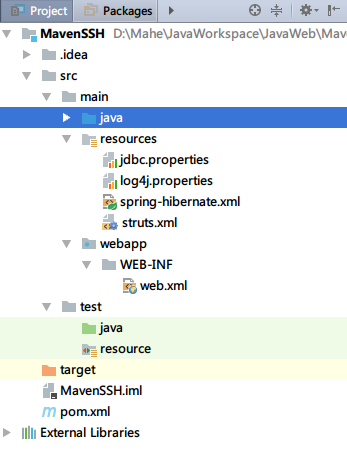 Project Packages
MavenSSH D:\Mahe\JavaWorkspace\JavaWeb\Mav
.idea
src
main
java
resources
jdbc.properties
log4j.properties
spring-hibernate.xml
struts.xml
webapp
WEB-INF
web.xml
test
java
resource
target
MavenSSH.iml
m pom.xml
External Libraries